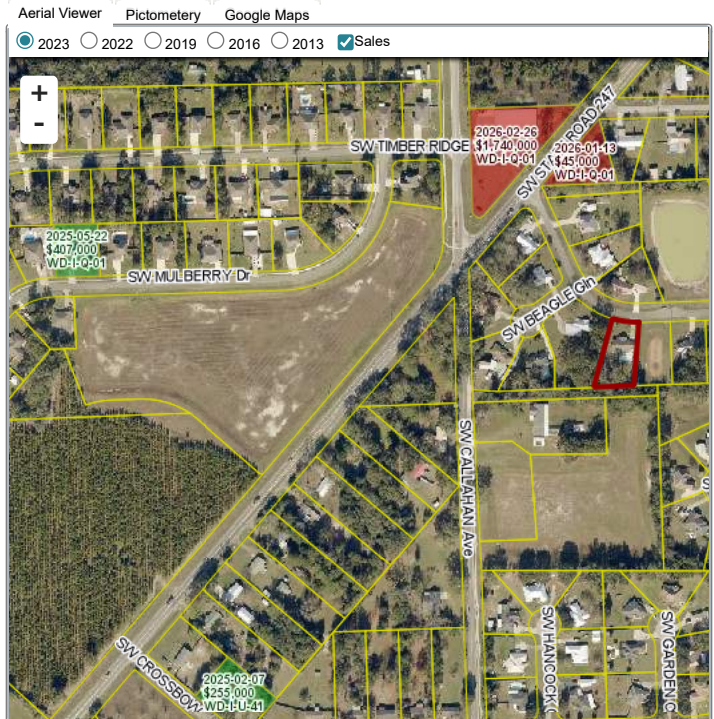 Aerial Viewer
Pictometery
Google Maps
2023
2022
2019
2016
2013
Sales
+
-
SW TIMBER RIDGE
2026-02-26
$1,740,000
WD-I-Q-01
SW STATE ROAD 247
2026-01-13
$45,000
WD-I-Q-01
2025-05-22
$407,000
WD-I-Q-01
SW MULBERRY Dr
SW BEAGLE Gln
SW CALLAHAN Ave
S
SW CROSSBOW
2025-02-07
$255,000
WD-I-U-41
SW HANCOCK
SW GARDEN C